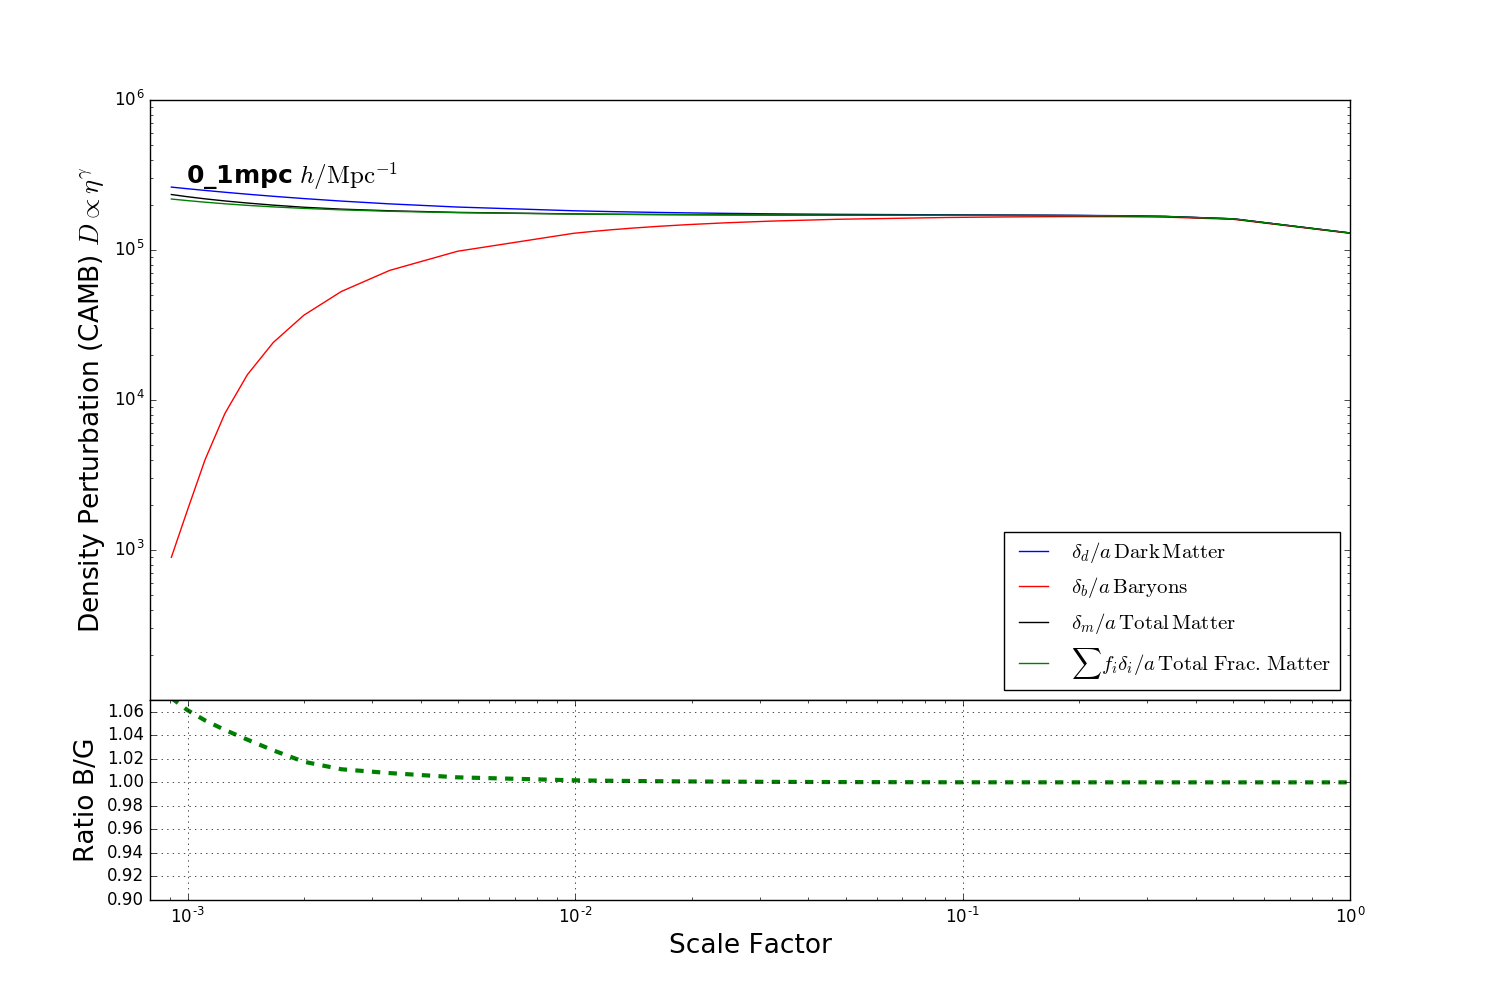 Density Perturbation (CAMB) D ∝ η^γ
10^6
10^5
10^4
10^3
0_1mpc h/Mpc^−1
δ_d/a Dark Matter
δ_b/a Baryons
δ_m/a Total Matter
∑ f_i δ_i/a Total Frac. Matter
Ratio B/G
1.06
1.04
1.02
1.00
0.98
0.96
0.94
0.92
0.90
10^-3 10^-2 10^-1 10^0
Scale Factor